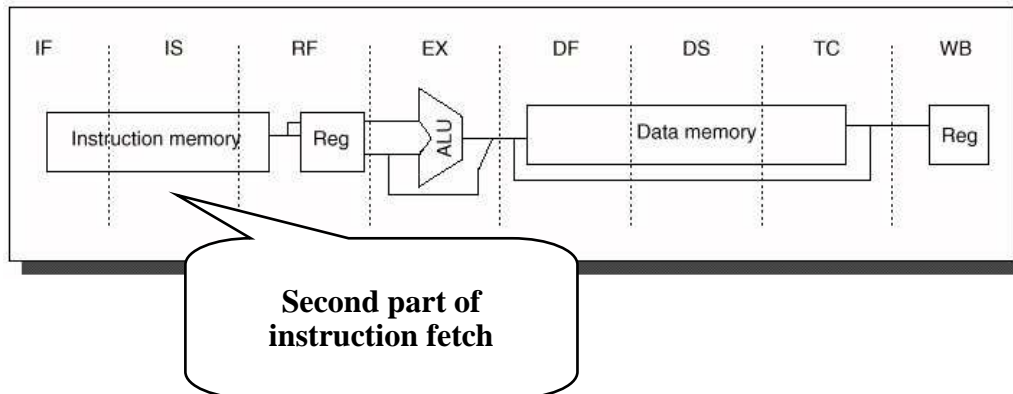 IF IS RF EX DF DS TC WB
Instruction memory Reg ALU Data memory Reg
Second part of
instruction fetch